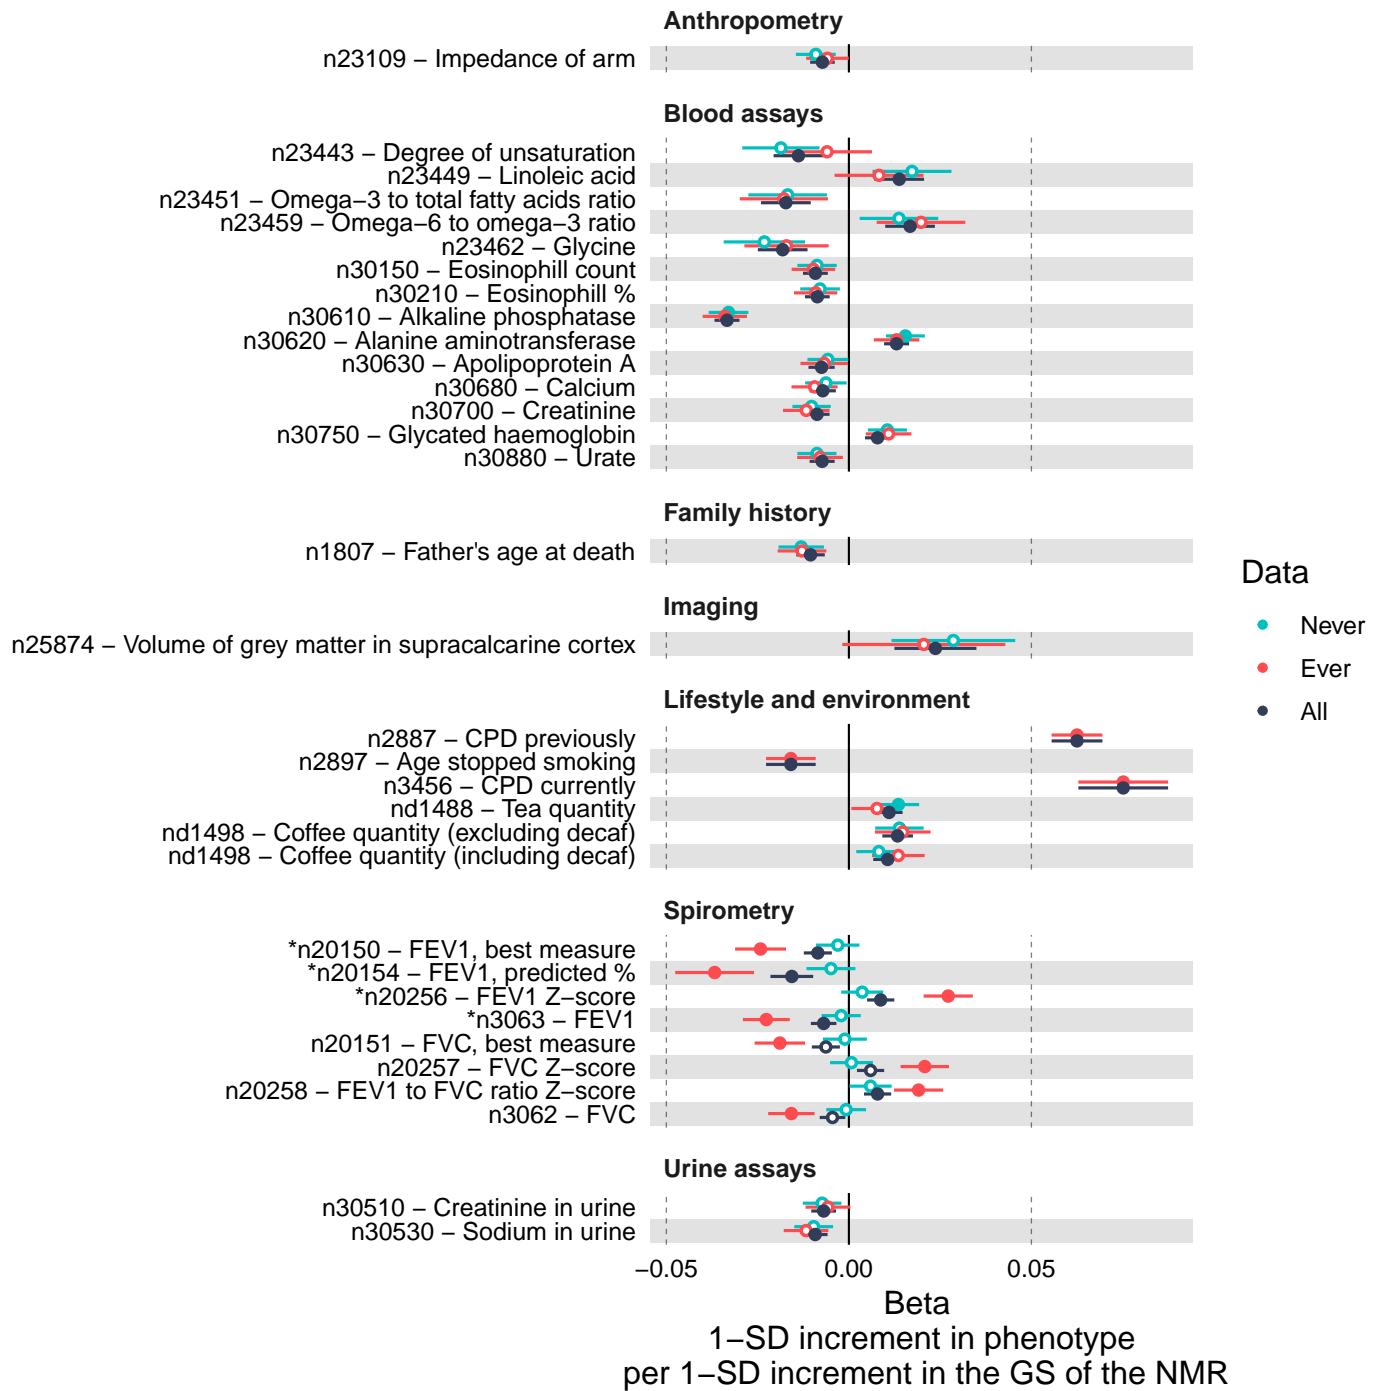 Anthropometry
n23109 – Impedance of arm
Blood assays
n23443 – Degree of unsaturation
n23449 – Linoleic acid
n23451 – Omega−3 to total fatty acids ratio
n23459 – Omega−6 to omega−3 ratio
n23462 – Glycine
n30150 – Eosinophill count
n30210 – Eosinophill %
n30610 – Alkaline phosphatase
n30620 – Alanine aminotransferase
n30630 – Apolipoprotein A
n30680 – Calcium
n30700 – Creatinine
n30750 – Glycated haemoglobin
n30880 – Urate
Family history
n1807 – Father's age at death
Imaging
n25874 – Volume of grey matter in supracalcarine cortex
Lifestyle and environment
n2887 – CPD previously
n2897 – Age stopped smoking
n3456 – CPD currently
nd1488 – Tea quantity
nd1498 – Coffee quantity (excluding decaf)
nd1498 – Coffee quantity (including decaf)
Spirometry
*n20150 – FEV1, best measure
*n20154 – FEV1, predicted %
*n20256 – FEV1 Z−score
*n3063 – FEV1
n20151 – FVC, best measure
n20257 – FVC Z−score
n20258 – FEV1 to FVC ratio Z−score
n3062 – FVC
Urine assays
n30510 – Creatinine in urine
n30530 – Sodium in urine
−0.05 0.00 0.05
Beta
1−SD increment in phenotype
per 1−SD increment in the GS of the NMR
Data
Never
Ever
All